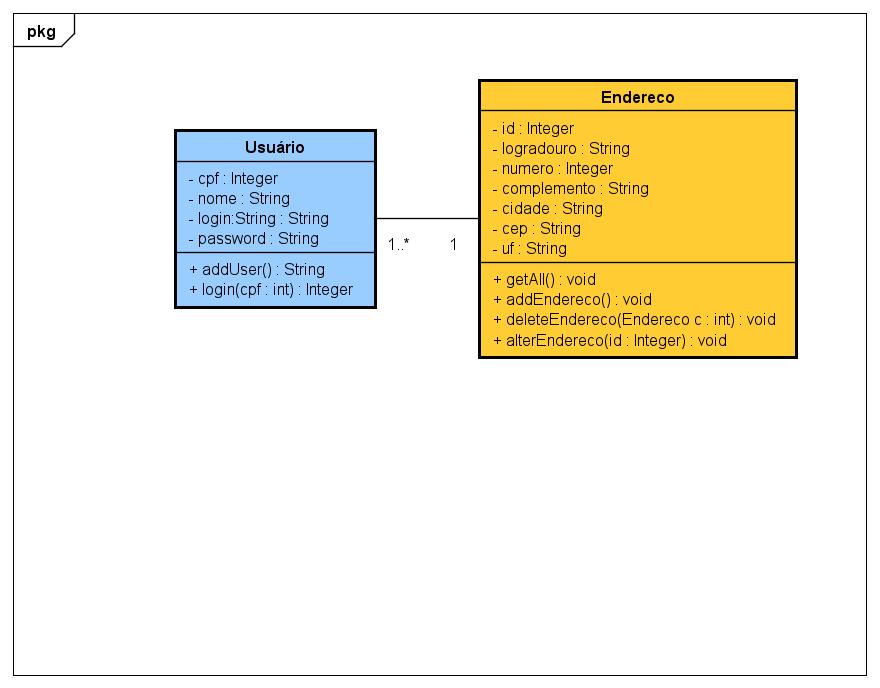 pkg
Usuário
- cpf : Integer
- nome : String
- login:String : String
- password : String
+ addUser() : String
+ login(cpf : int) : Integer
1..*
1
Endereco
- id : Integer
- logradouro : String
- numero : Integer
- complemento : String
- cidade : String
- cep : String
- uf : String
+ getAll() : void
+ addEndereco() : void
+ deleteEndereco(Endereco c : int) : void
+ alterEndereco(id : Integer) : void